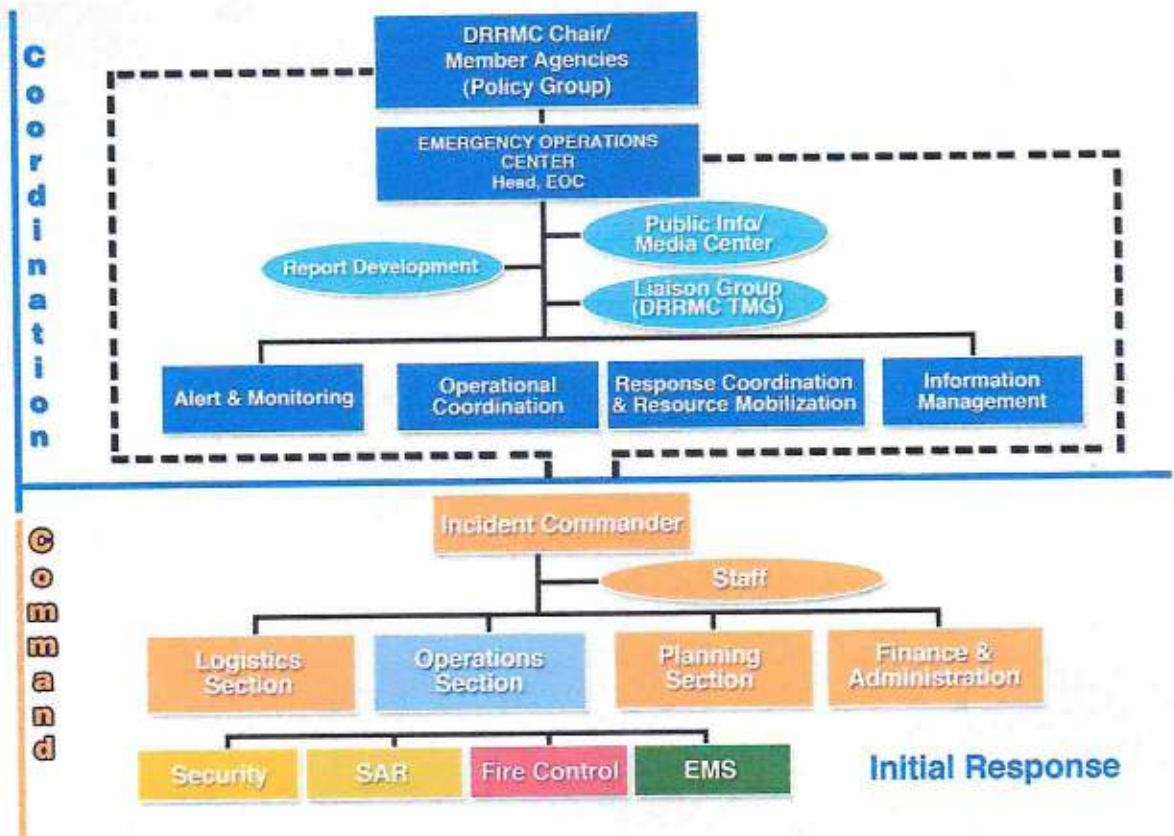 Coordination
DRRMC Chair/
Member Agencies
(Policy Group)
EMERGENCY OPERATIONS
CENTER
Head, EOC
Public Info/
Media Center
Report Development
Liaison Group
(DRRMC TMG)
Alert & Monitoring
Operational
Coordination
Response Coordination
& Resource Mobilization
Information
Management
Command
Incident Commander
Staff
Logistics
Section
Operations
Section
Planning
Section
Finance &
Administration
Security
SAR
Fire Control
EMS
Initial Response